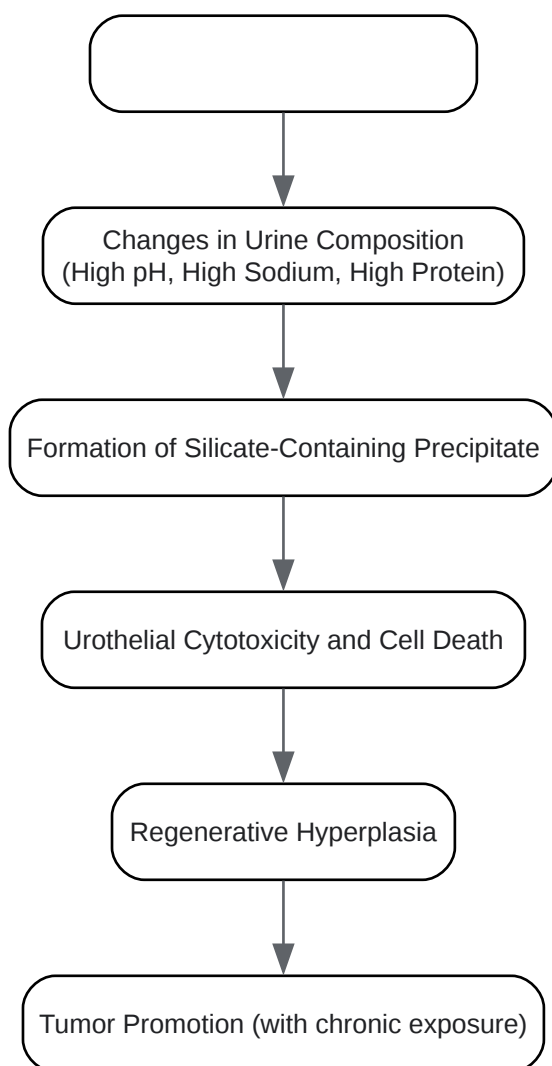 Changes in Urine Composition
(High pH, High Sodium, High Protein)
Formation of Silicate-Containing Precipitate
Urothelial Cytotoxicity and Cell Death
Regenerative Hyperplasia
Tumor Promotion (with chronic exposure)